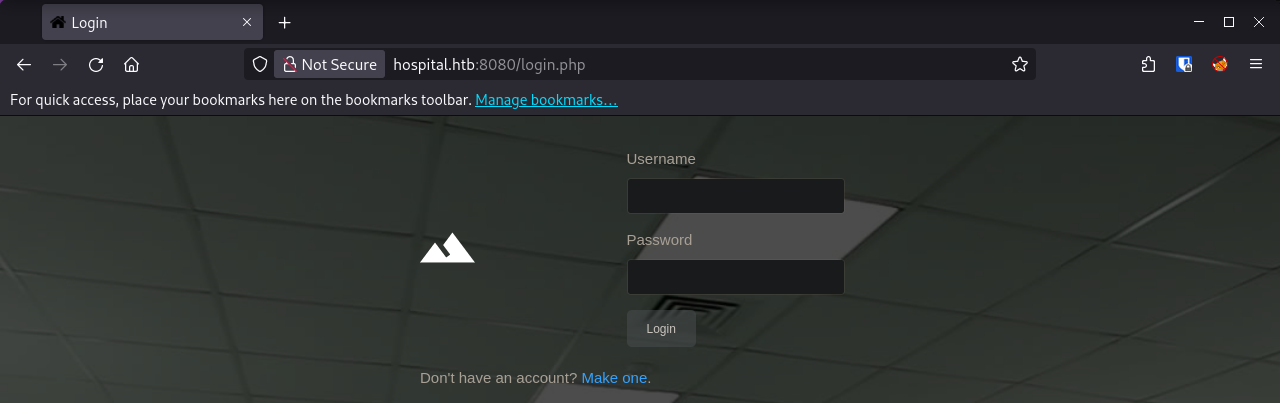 Login
Not Secure hospital.htb:8080/login.php
For quick access, place your bookmarks here on the bookmarks toolbar. Manage bookmarks…
Username
Password
Login
Don't have an account? Make one.